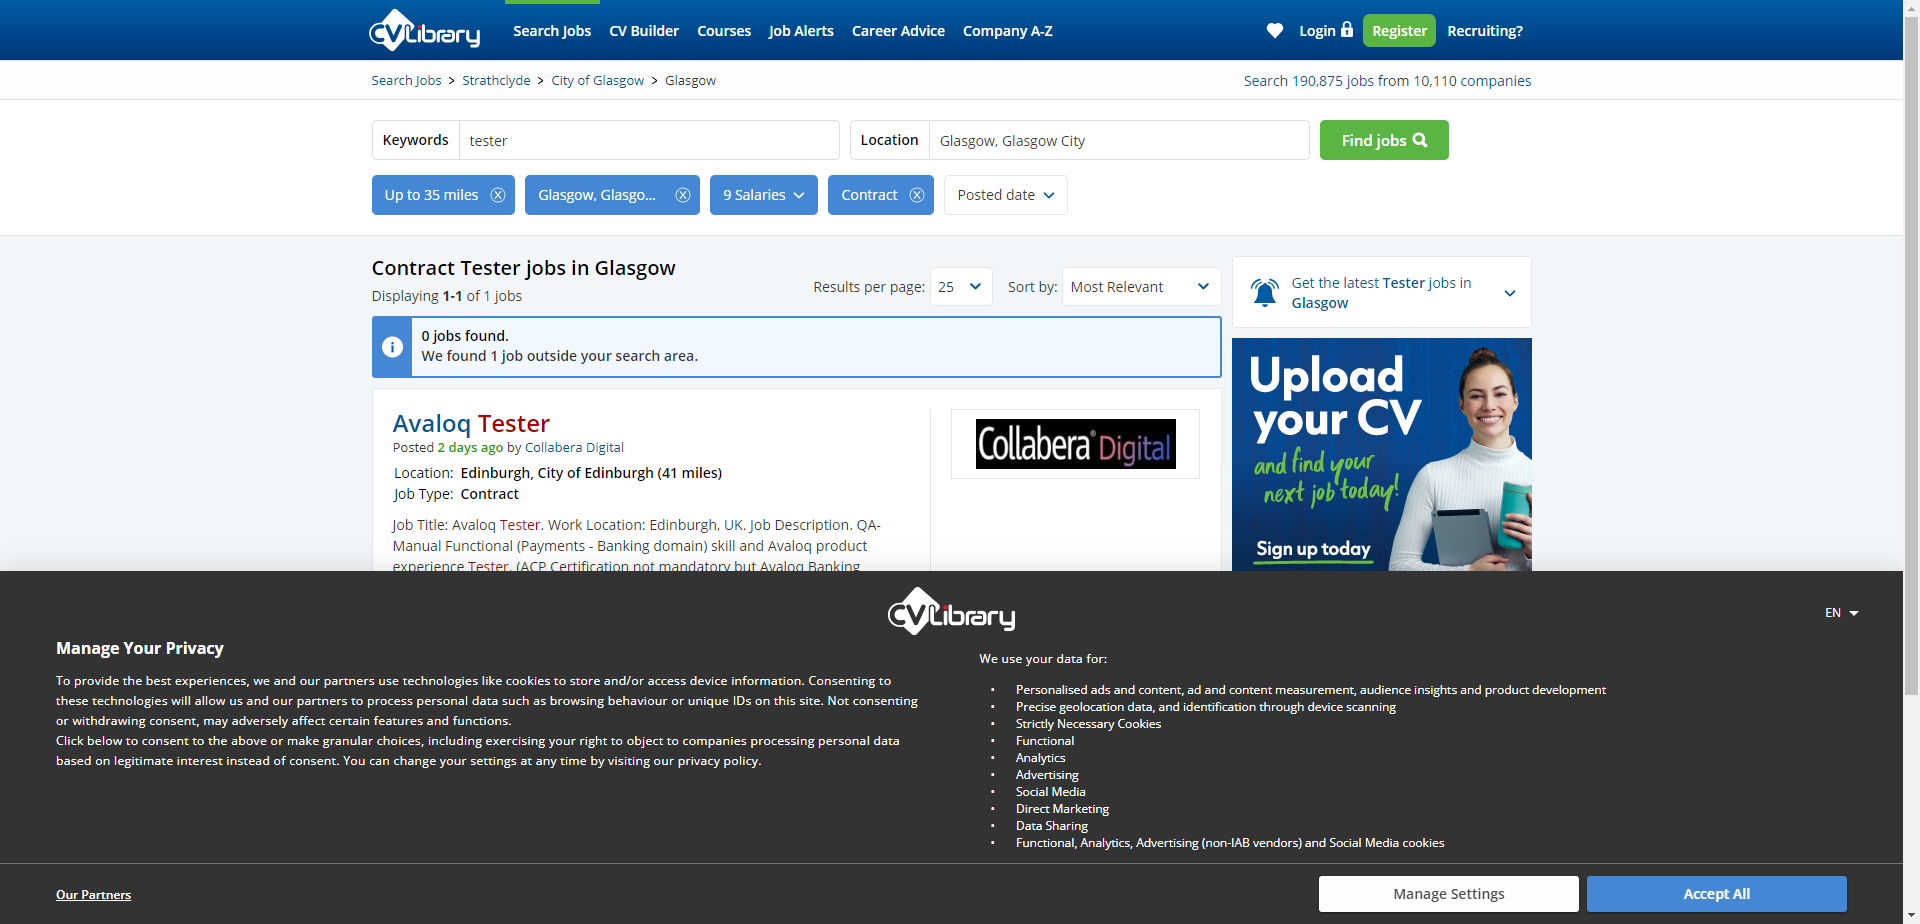 CV Library
Search Jobs CV Builder Courses Job Alerts Career Advice Company A-Z Login Register Recruiting?
Search Jobs > Strathclyde > City of Glasgow > Glasgow
Search 190,875 jobs from 10,110 companies
Keywords tester Location Glasgow, Glasgow City Find jobs
Up to 35 miles Glasgow, Glasgo... 9 Salaries Contract Posted date
Contract Tester jobs in Glasgow
Displaying 1-1 of 1 jobs
Results per page: 25 Sort by: Most Relevant
0 jobs found.
We found 1 job outside your search area.
Avaloq Tester
Posted 2 days ago by Collabera Digital
Location: Edinburgh, City of Edinburgh (41 miles)
Job Type: Contract
Job Title: Avaloq Tester. Work Location: Edinburgh, UK. Job Description. QA-
Manual Functional (Payments - Banking domain) skill and Avaloq product
experience Tester. (ACP Certification not mandatory but Avaloq Banking
Collabera® Digital
Get the latest Tester jobs in
Glasgow
Upload
your CV
and find your
next job today!
Sign up today
CV Library
EN
Manage Your Privacy
To provide the best experiences, we and our partners use technologies like cookies to store and/or access device information. Consenting to
these technologies will allow us and our partners to process personal data such as browsing behaviour or unique IDs on this site. Not consenting
or withdrawing consent, may adversely affect certain features and functions.
Click below to consent to the above or make granular choices, including exercising your right to object to companies processing personal data
based on legitimate interest instead of consent. You can change your settings at any time by visiting our privacy policy.
We use your data for:
• Personalised ads and content, ad and content measurement, audience insights and product development
• Precise geolocation data, and identification through device scanning
• Strictly Necessary Cookies
• Functional
• Analytics
• Advertising
• Social Media
• Direct Marketing
• Data Sharing
• Functional, Analytics, Advertising (non-IAB vendors) and Social Media cookies
Our Partners
Manage Settings Accept All